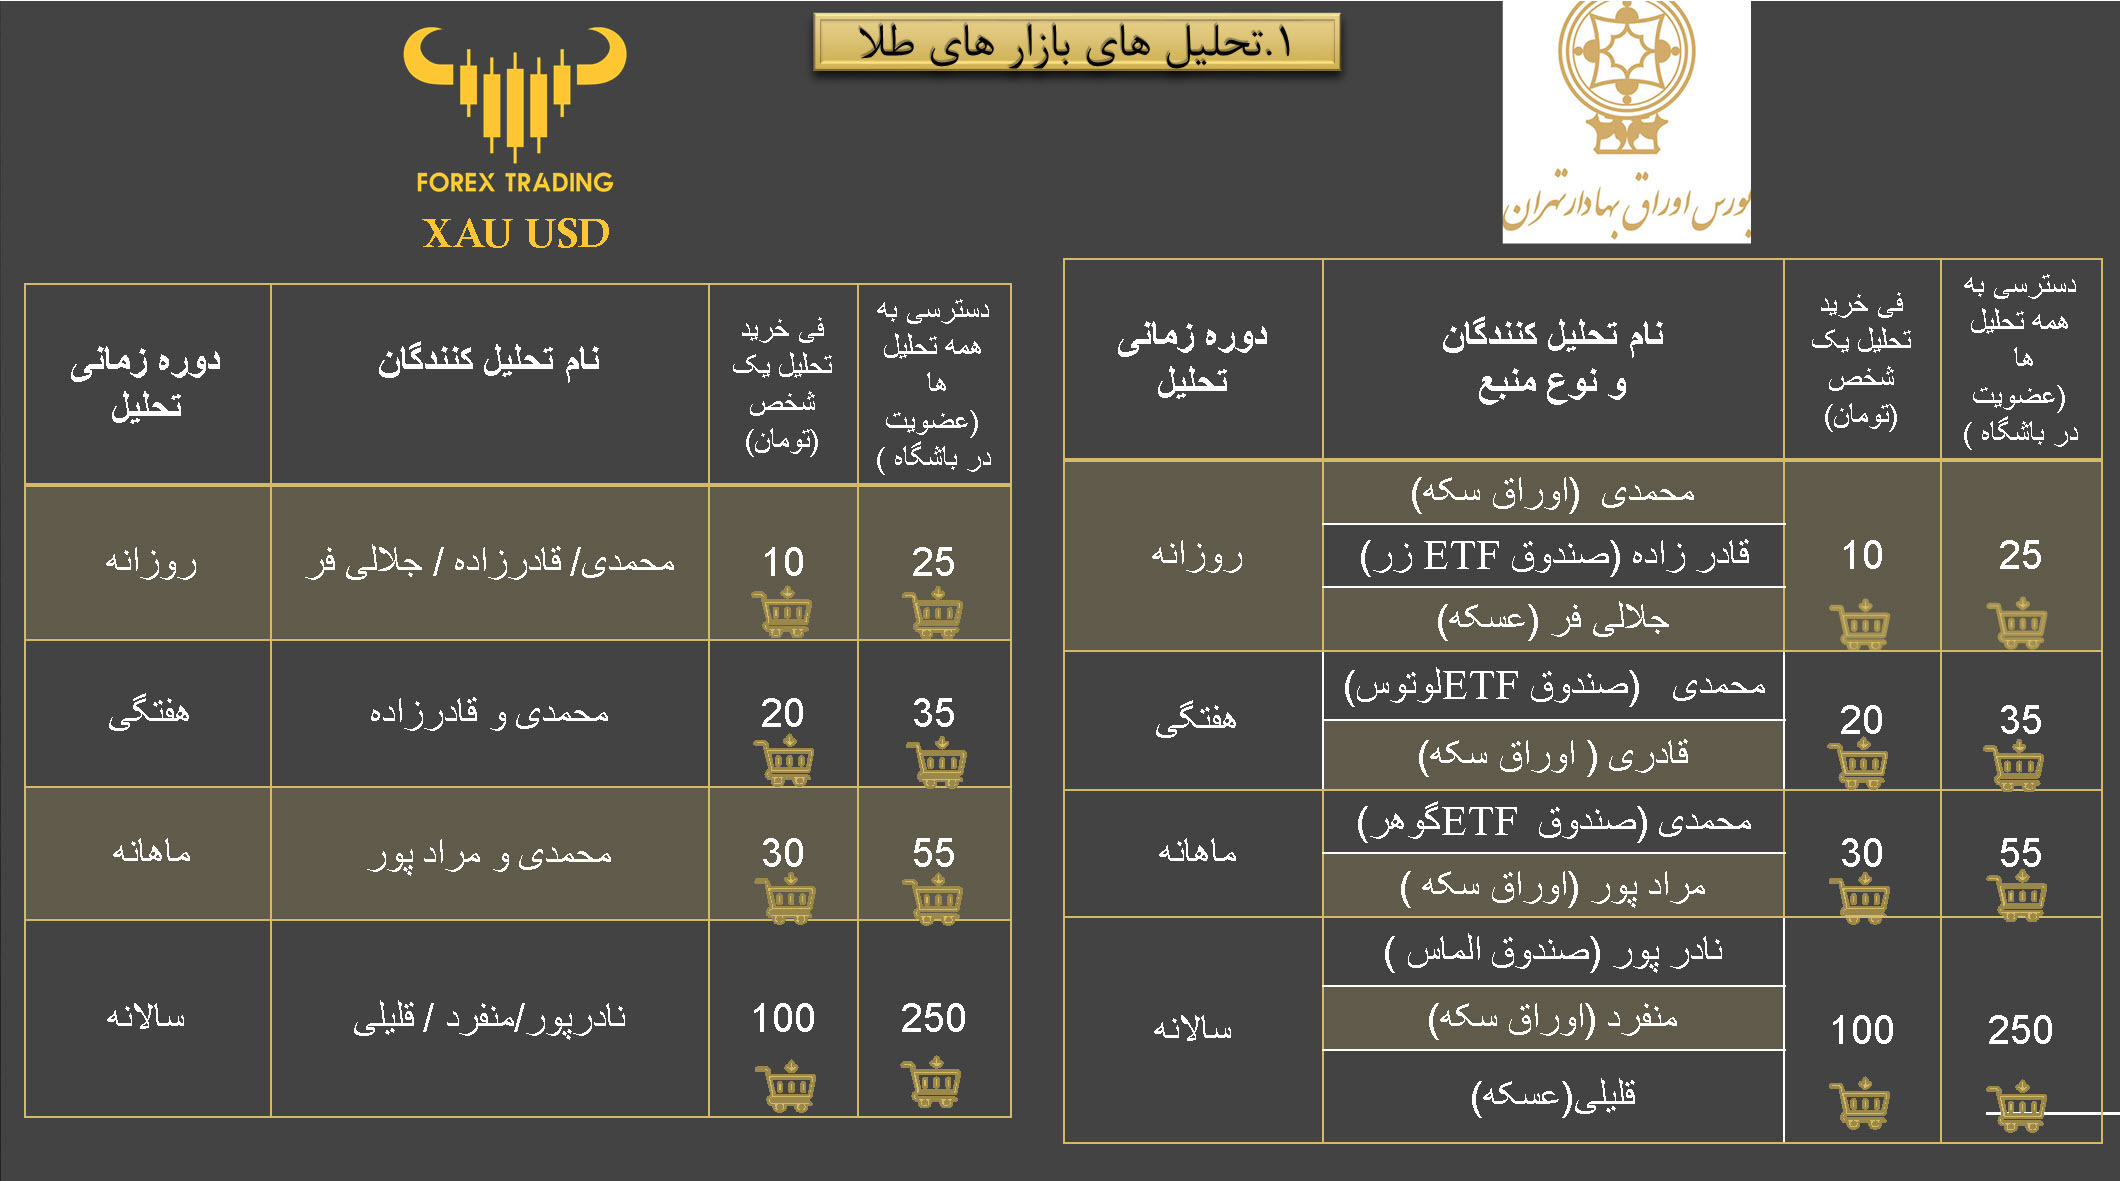 ۱.تحلیل های بازار های طلا
بورس اوراق بهادار تهران
دوره زمانی
تحلیل
نام تحلیل کنندگان
و نوع منبع
فی خرید
تحلیل یک
شخص
(تومان)
دسترسی به
همه تحلیل
ها
(عضویت
در باشگاه )
روزانه
محمدی (اوراق سکه)
قادر زاده (صندوق ETF زر)
جلالی فر (عسکه)
10
25
هفتگی
محمدی (صندوق ETFلوتوس)
قادری ( اوراق سکه)
20
35
ماهانه
محمدی (صندوق ETFگوهر)
مراد پور (اوراق سکه )
30
55
سالانه
نادر پور (صندوق الماس )
منفرد (اوراق سکه)
قلیلی(عسکه)
100
250
FOREX TRADING
XAU USD
دوره زمانی
تحلیل
نام تحلیل کنندگان
فی خرید
تحلیل یک
شخص
(تومان)
دسترسی به
همه تحلیل
ها
(عضویت
در باشگاه )
روزانه
محمدی/ قادرزاده / جلالی فر
10
25
هفتگی
محمدی و قادرزاده
20
35
ماهانه
محمدی و مراد پور
30
55
سالانه
نادرپور/منفرد / قلیلی
100
250